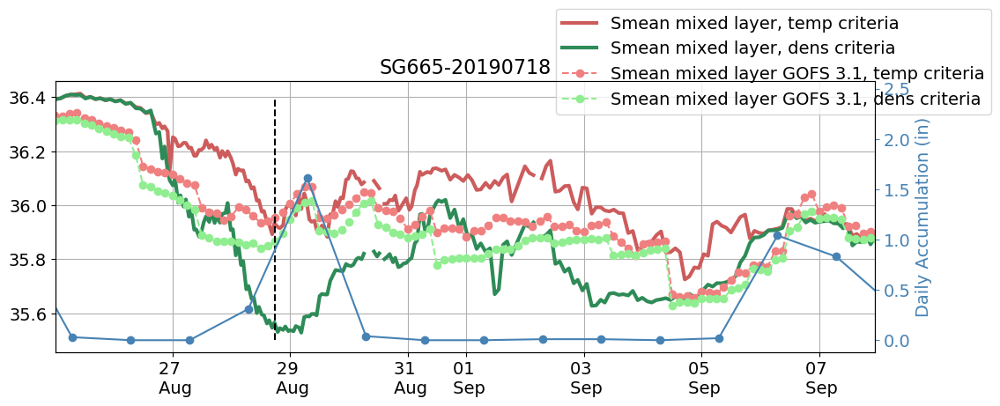 Smean mixed layer, temp criteria
Smean mixed layer, dens criteria
Smean mixed layer GOFS 3.1, temp criteria
Smean mixed layer GOFS 3.1, dens criteria
SG665-20190718
36.4
36.2
36.0
35.8
35.6
2.5
2.0
1.5
1.0
0.5
0.0
Daily Accumulation (in)
27 29 31 01 03 05 07
Aug Aug Aug Sep Sep Sep Sep